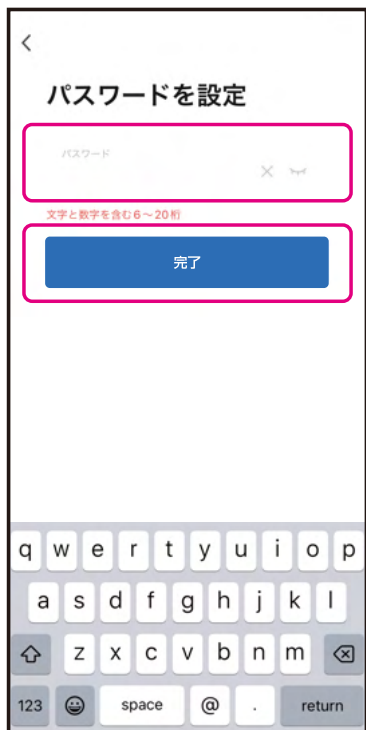 パスワードを設定
パスワード
文字と数字を含む6～20桁
完了
q w e r t y u i o p
a s d f g h j k l
z x c v b n m
123 space @ . return